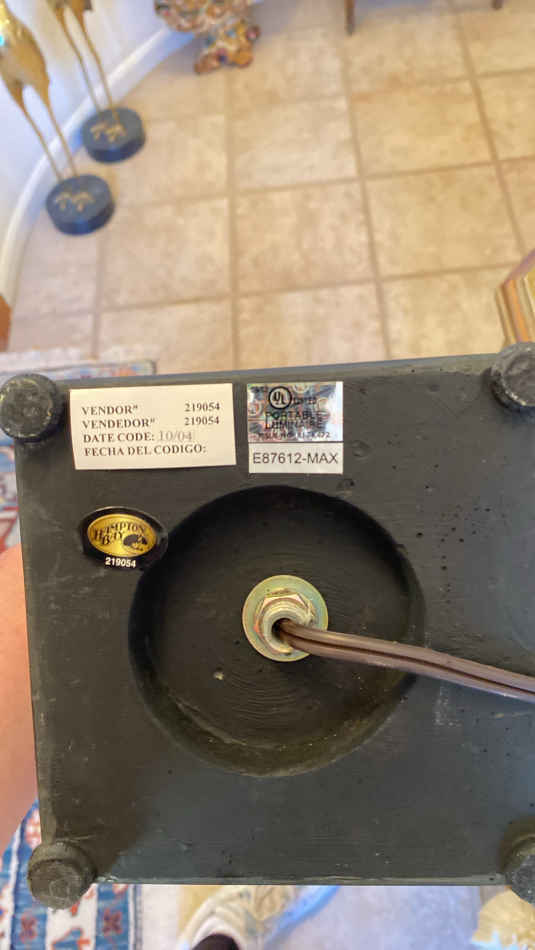 VENDOR# 219054
VENDEDOR# 219054
DATE CODE: 10/04
FECHA DEL CODIGO:
UL
PORTABLE
LUMINAIRE
E87612-MAX
HAMPTON
BAY
219054